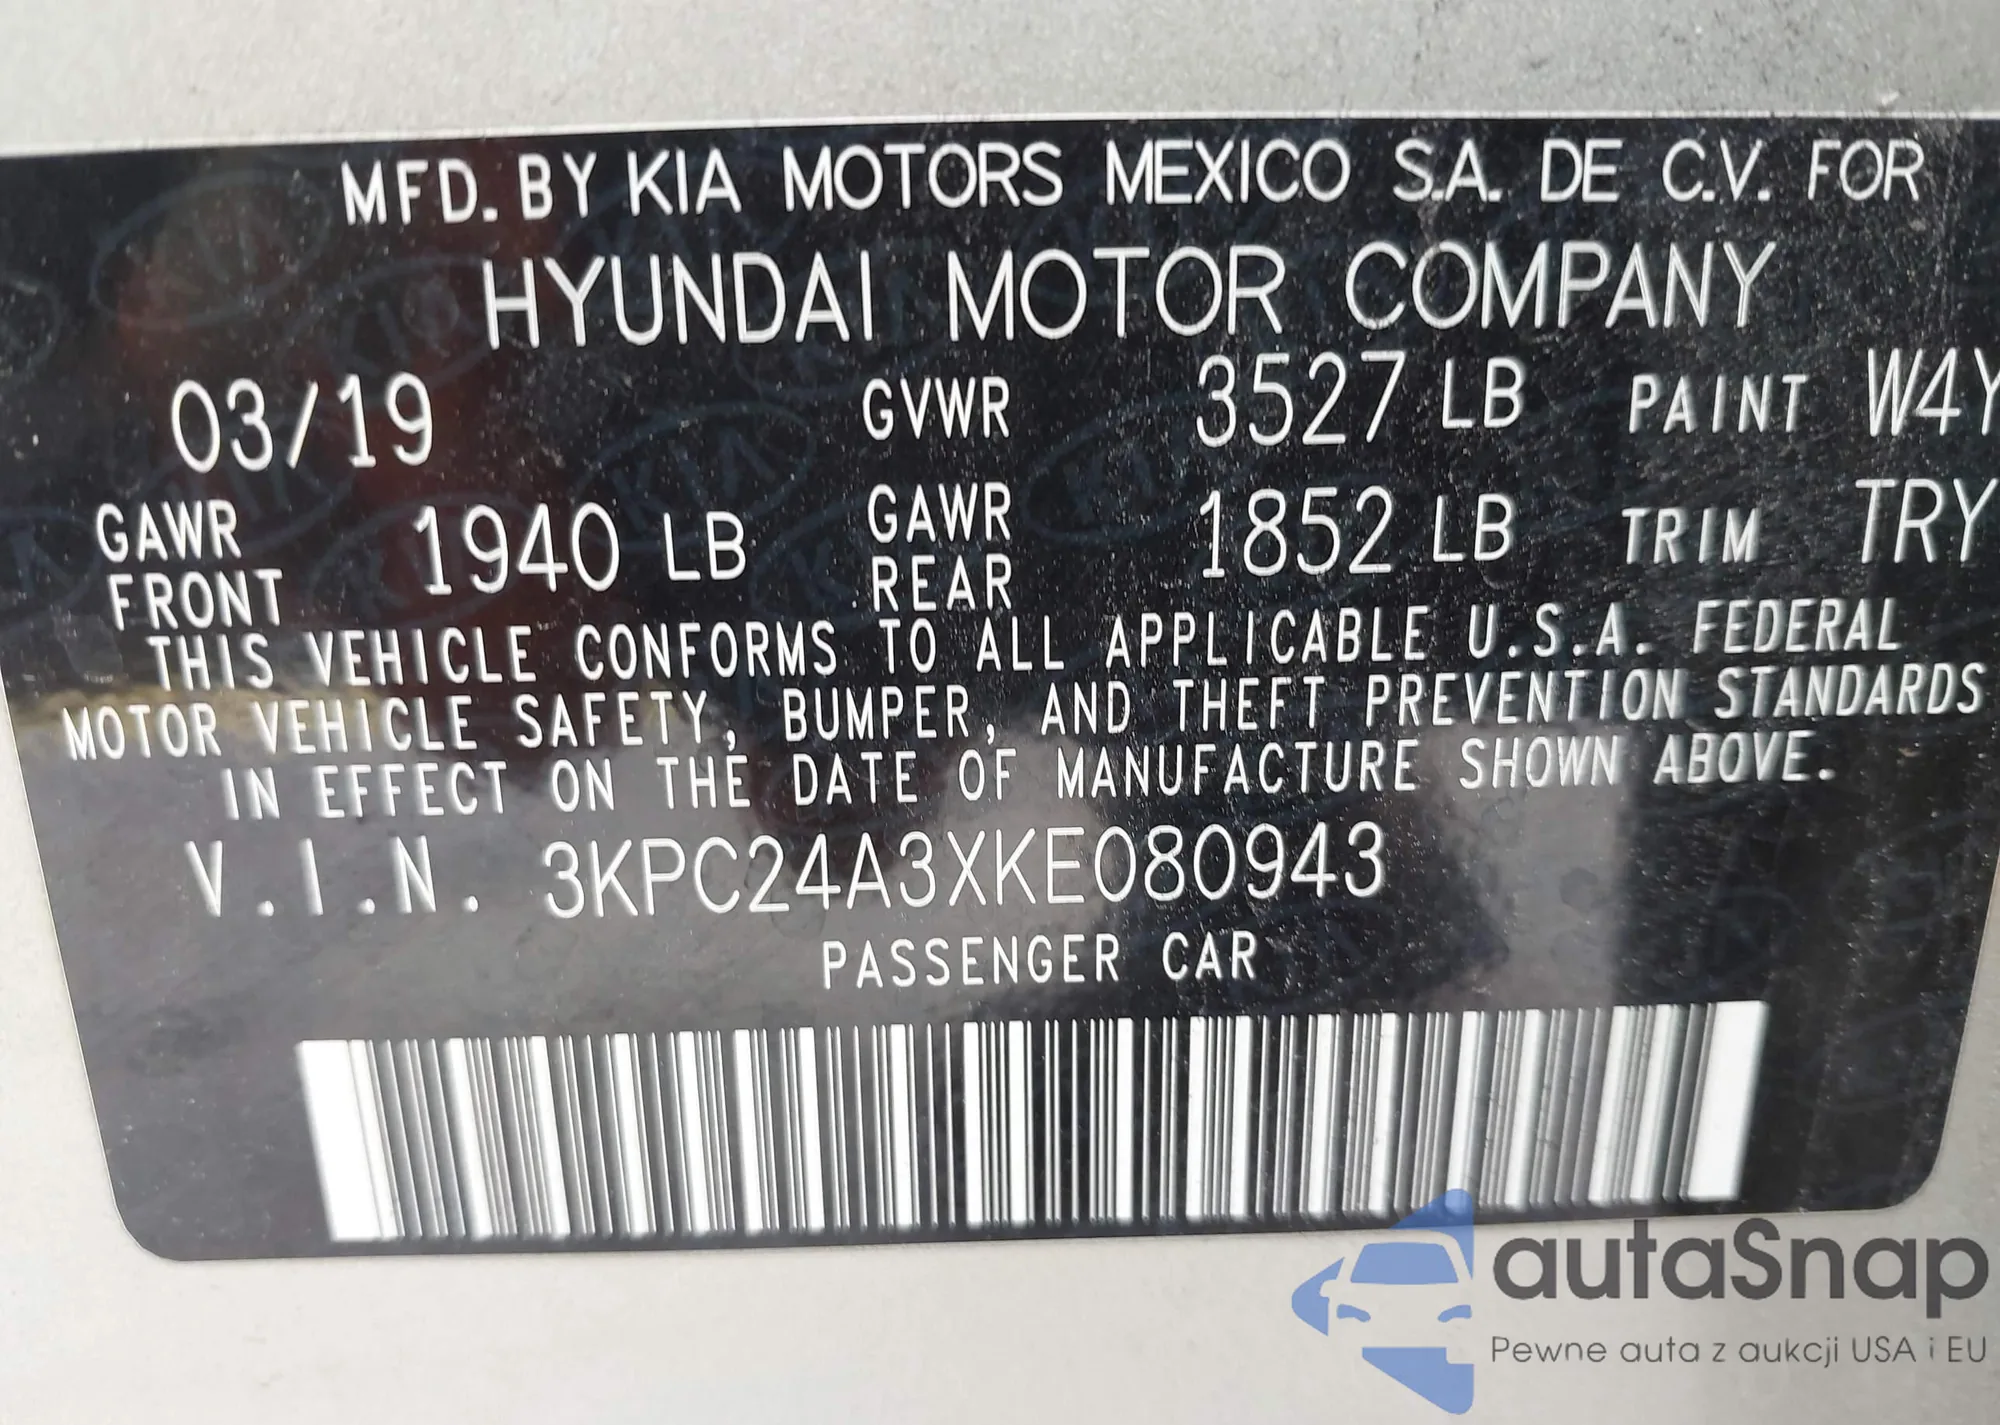 MFD. BY KIA MOTORS MEXICO S.A. DE C.V. FOR
HYUNDAI MOTOR COMPANY
03/19 GVWR 3527 LB PAINT W4Y
GAWR FRONT 1940 LB GAWR REAR 1852 LB TRIM TRY
THIS VEHICLE CONFORMS TO ALL APPLICABLE U.S.A. FEDERAL
MOTOR VEHICLE SAFETY, BUMPER, AND THEFT PREVENTION STANDARDS
IN EFFECT ON THE DATE OF MANUFACTURE SHOWN ABOVE.
V.I.N. 3KPC24A3XKE080943
PASSENGER CAR
autaSnap
Pewne auta z aukcji USA i EU